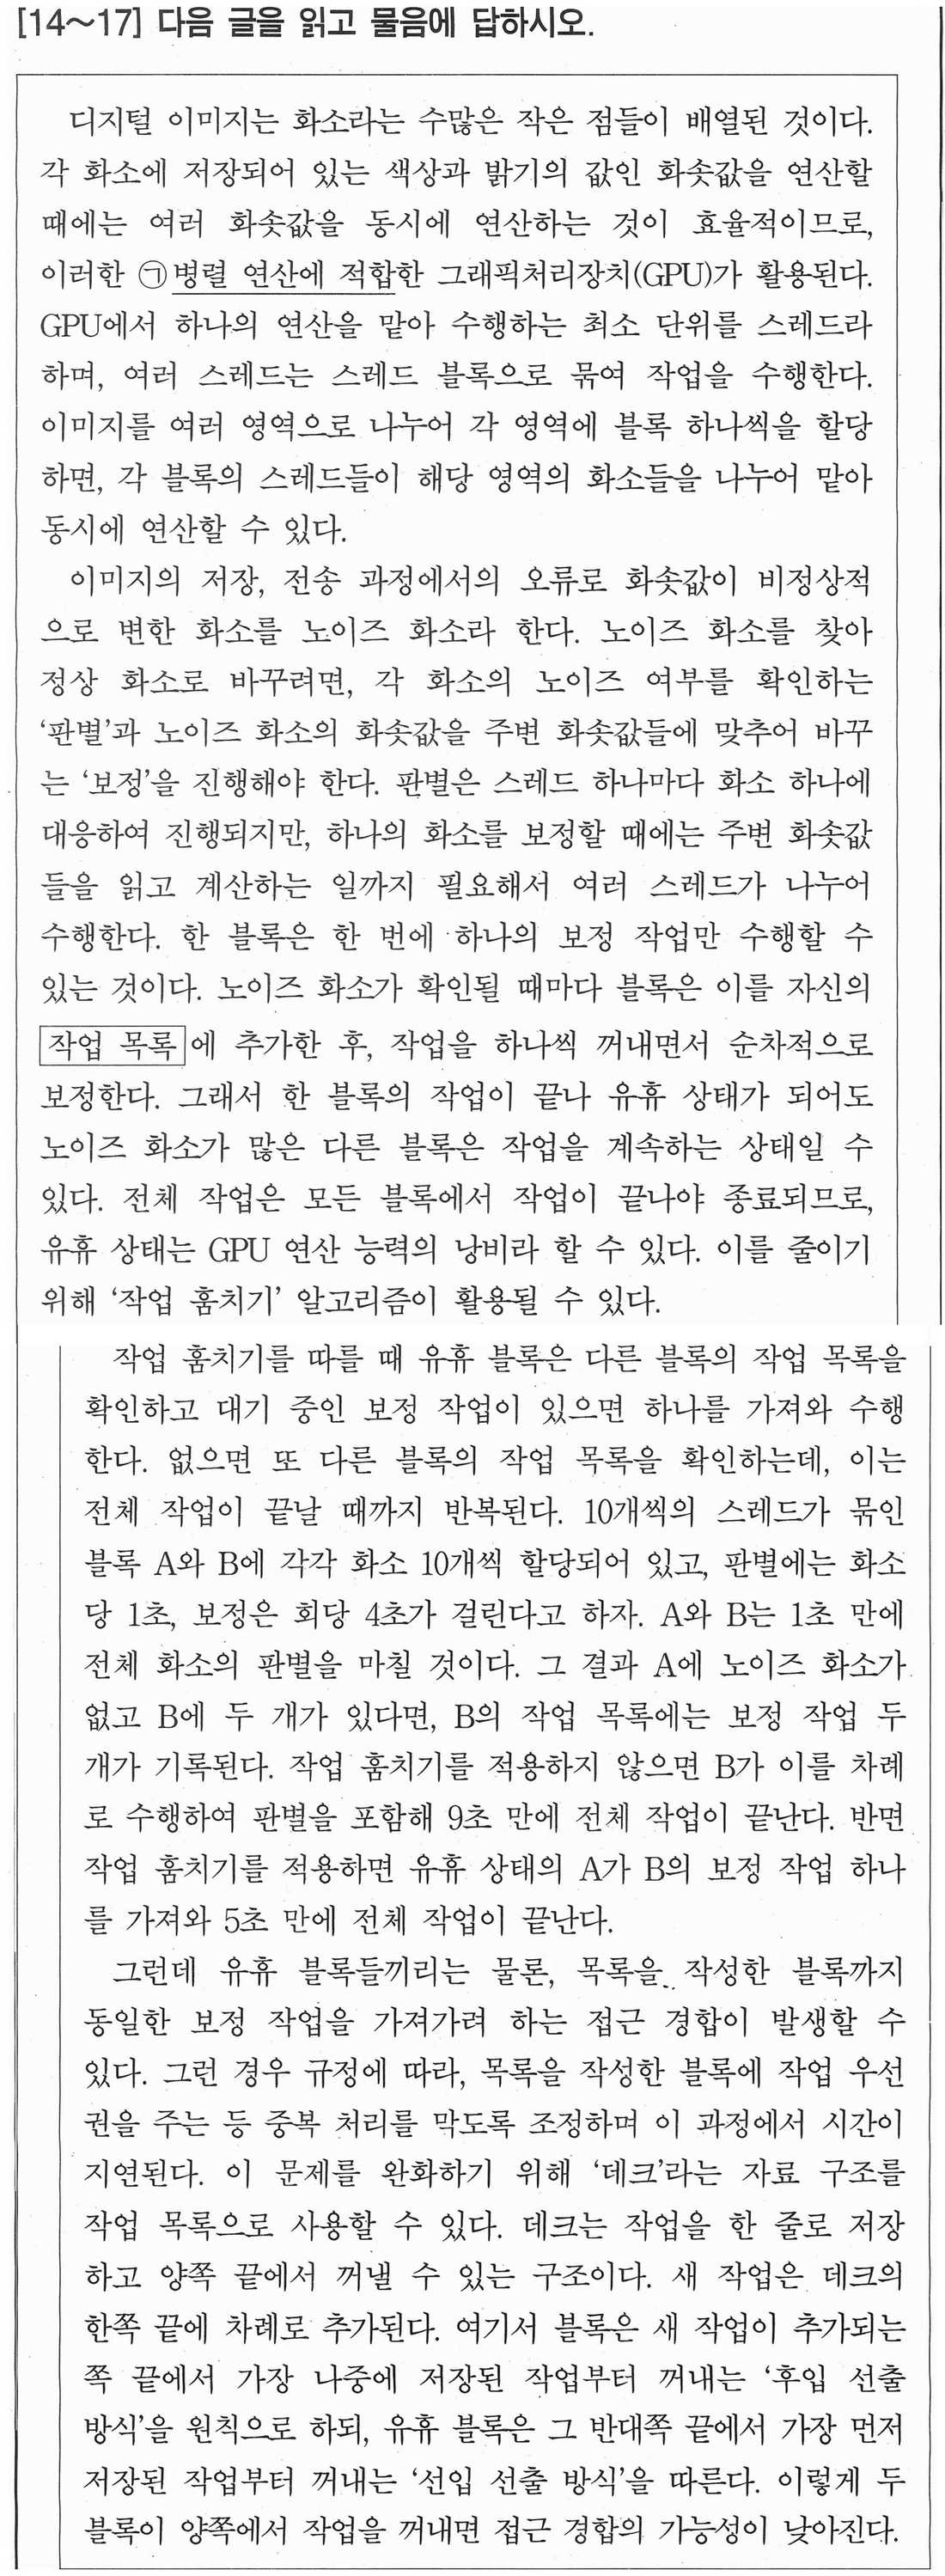 [14～17] 다음 글을 읽고 물음에 답하시오.
디지털 이미지는 화소라는 수많은 작은 점들이 배열된 것이다.
각 화소에 저장되어 있는 색상과 밝기의 값인 화솟값을 연산할
때에는 여러 화솟값을 동시에 연산하는 것이 효율적이므로,
이러한 ㉠병렬 연산에 적합한 그래픽처리장치(GPU)가 활용된다.
GPU에서 하나의 연산을 맡아 수행하는 최소 단위를 스레드라
하며, 여러 스레드는 스레드 블록으로 묶여 작업을 수행한다.
이미지를 여러 영역으로 나누어 각 영역에 블록 하나씩을 할당
하면, 각 블록의 스레드들이 해당 영역의 화소들을 나누어 맡아
동시에 연산할 수 있다.
이미지의 저장, 전송 과정에서의 오류로 화솟값이 비정상적
으로 변한 화소를 노이즈 화소라 한다. 노이즈 화소를 찾아
정상 화소로 바꾸려면, 각 화소의 노이즈 여부를 확인하는
‘판별’과 노이즈 화소의 화솟값을 주변 화솟값들에 맞추어 바꾸
는 ‘보정’을 진행해야 한다. 판별은 스레드 하나마다 화소 하나에
대응하여 진행되지만, 하나의 화소를 보정할 때에는 주변 화솟값
들을 읽고 계산하는 일까지 필요해서 여러 스레드가 나누어
수행한다. 한 블록은 한 번에 하나의 보정 작업만 수행할 수
있는 것이다. 노이즈 화소가 확인될 때마다 블록은 이를 자신의
작업 목록에 추가한 후, 작업을 하나씩 꺼내면서 순차적으로
보정한다. 그래서 한 블록의 작업이 끝나 유휴 상태가 되어도
노이즈 화소가 많은 다른 블록은 작업을 계속하는 상태일 수
있다. 전체 작업은 모든 블록에서 작업이 끝나야 종료되므로,
유휴 상태는 GPU 연산 능력의 낭비라 할 수 있다. 이를 줄이기
위해 ‘작업 훔치기’ 알고리즘이 활용될 수 있다.
작업 훔치기를 따를 때 유휴 블록은 다른 블록의 작업 목록을
확인하고 대기 중인 보정 작업이 있으면 하나를 가져와 수행
한다. 없으면 또 다른 블록의 작업 목록을 확인하는데, 이는
전체 작업이 끝날 때까지 반복된다. 10개씩의 스레드가 묶인
블록 A와 B에 각각 화소 10개씩 할당되어 있고, 판별에는 화소
당 1초, 보정은 회당 4초가 걸린다고 하자. A와 B는 1초 만에
전체 화소의 판별을 마칠 것이다. 그 결과 A에 노이즈 화소가
없고 B에 두 개가 있다면, B의 작업 목록에는 보정 작업 두
개가 기록된다. 작업 훔치기를 적용하지 않으면 B가 이를 차례
로 수행하여 판별을 포함해 9초 만에 전체 작업이 끝난다. 반면
작업 훔치기를 적용하면 유휴 상태의 A가 B의 보정 작업 하나
를 가져와 5초 만에 전체 작업이 끝난다.
그런데 유휴 블록들끼리는 물론, 목록을 작성한 블록까지
동일한 보정 작업을 가져가려 하는 접근 경합이 발생할 수
있다. 그런 경우 규정에 따라, 목록을 작성한 블록에 작업 우선
권을 주는 등 중복 처리를 막도록 조정하며 이 과정에서 시간이
지연된다. 이 문제를 완화하기 위해 ‘데크’라는 자료 구조를
작업 목록으로 사용할 수 있다. 데크는 작업을 한 줄로 저장
하고 양쪽 끝에서 꺼낼 수 있는 구조이다. 새 작업은 데크의
한쪽 끝에 차례로 추가된다. 여기서 블록은 새 작업이 추가되는
쪽 끝에서 가장 나중에 저장된 작업부터 꺼내는 ‘후입 선출
방식’을 원칙으로 하되, 유휴 블록은 그 반대쪽 끝에서 가장 먼저
저장된 작업부터 꺼내는 ‘선입 선출 방식’을 따른다. 이렇게 두
블록이 양쪽에서 작업을 꺼내면 접근 경합의 가능성이 낮아진다.